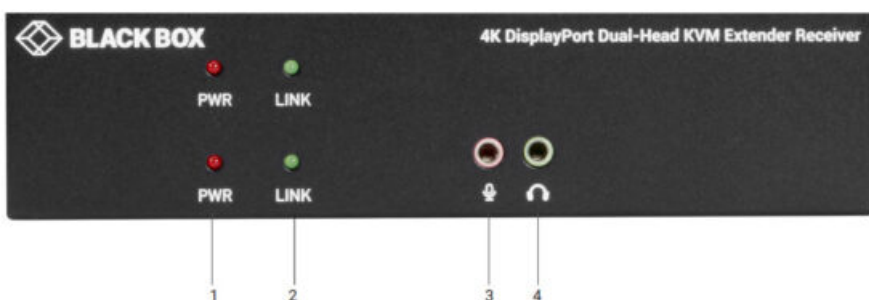 BLACK BOX
4K DisplayPort Dual-Head KVM Extender Receiver
PWR LINK
PWR LINK
1 2 3 4